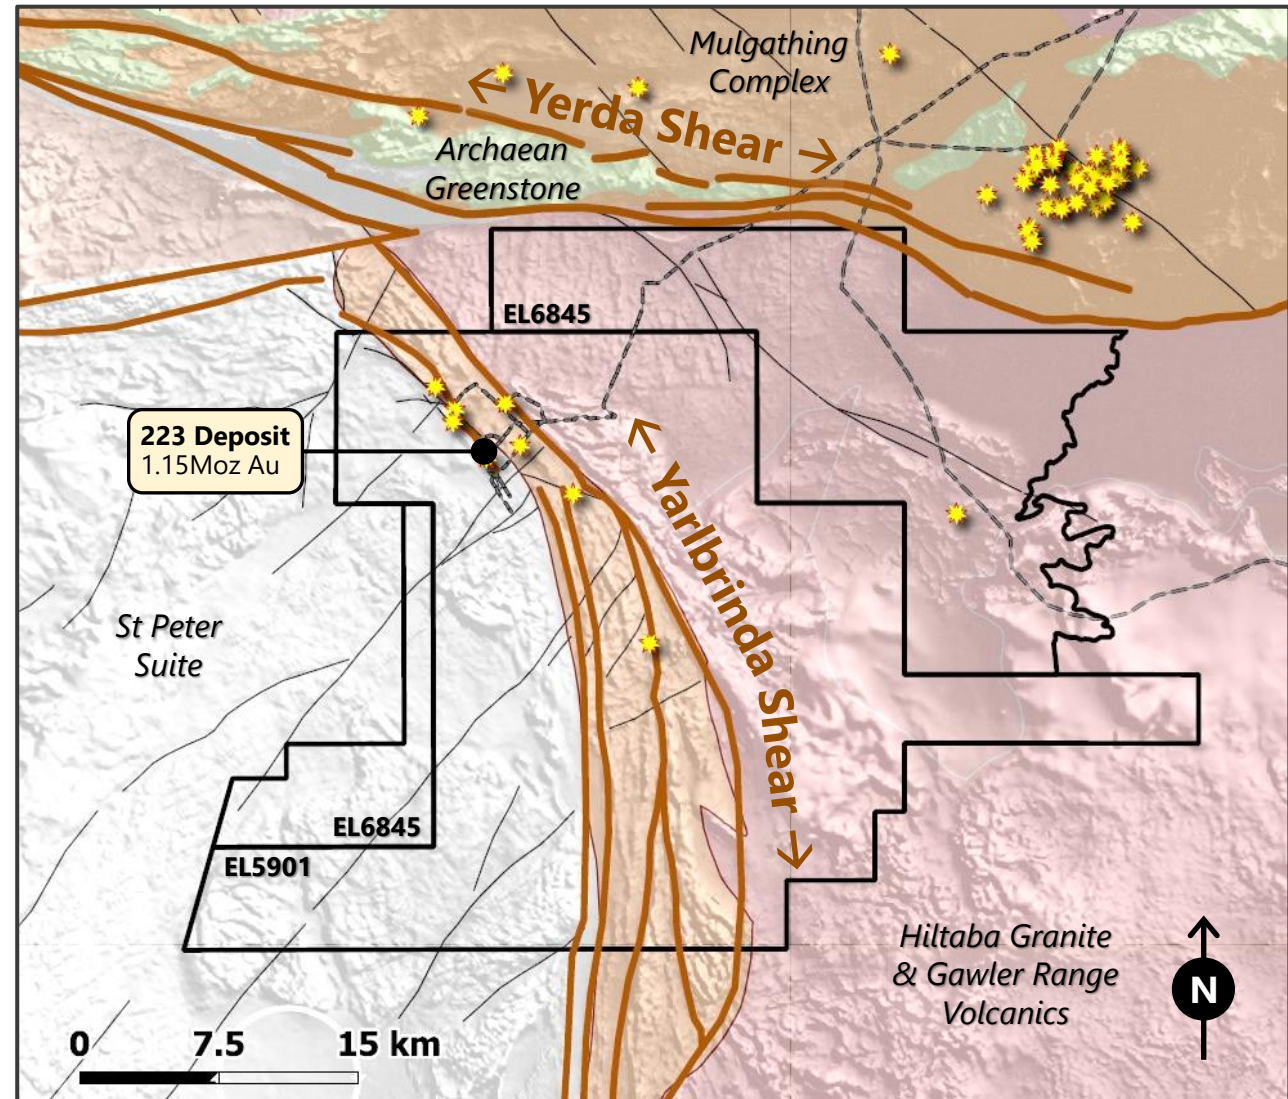 Mulgathing
Complex
← Yerda Shear →
Archaean
Greenstone
EL6845
223 Deposit
1.15Moz Au
← Yarlbrinda Shear →
St Peter
Suite
EL6845
EL5901
Hiltaba Granite
& Gawler Range
Volcanics
N
0 7.5 15 km